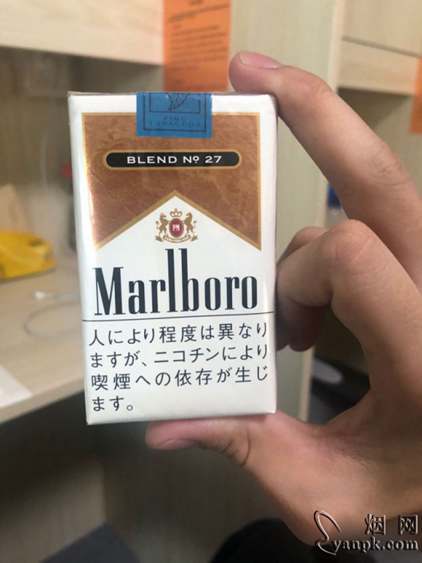 BLEND Nº 27
Marlboro
人により程度は異なり
ますが、ニコチンにより
喫煙への依存が生じ
ます。
烟网
yanpk.com